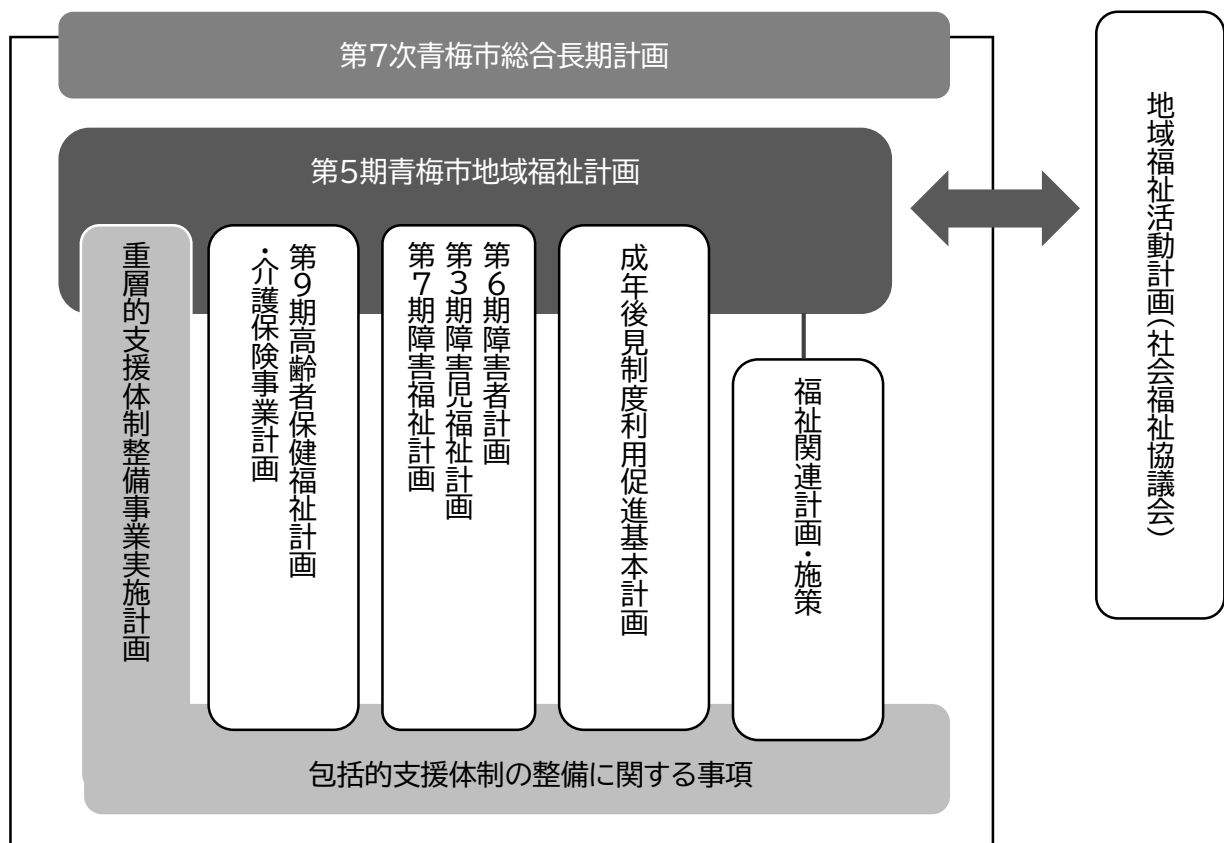 第7次青梅市総合長期計画
第5期青梅市地域福祉計画
重層的支援体制整備事業実施計画
第9期高齢者保健福祉計画
・介護保険事業計画
第6期障害者計画
第3期障害児福祉計画
第7期障害福祉計画
成年後見制度利用促進基本計画
福祉関連計画・施策
包括的支援体制の整備に関する事項
地域福祉活動計画(社会福祉協議会)